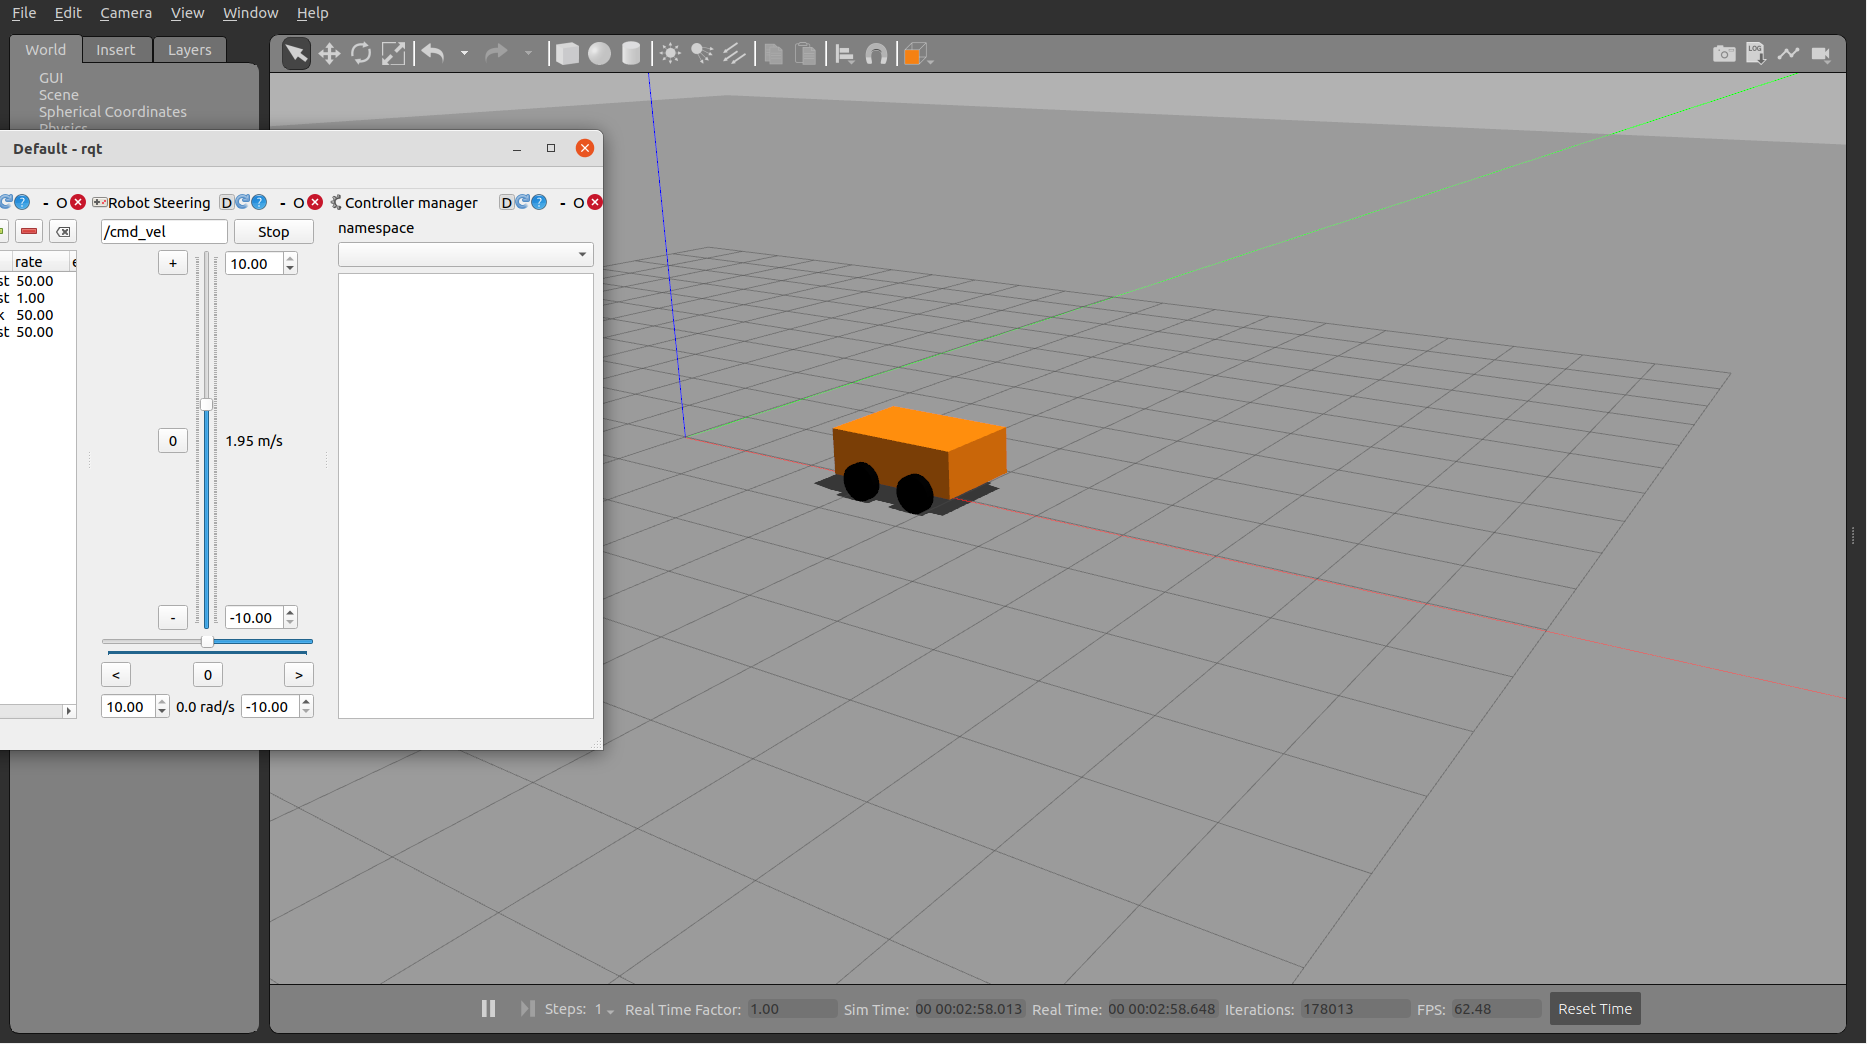 File Edit Camera View Window Help
World Insert Layers
GUI
Scene
Spherical Coordinates
Physics
LOG
Default - rqt
? - O Robot Steering D ? - O Controller manager D ? - O
/cmd_vel Stop
namespace
rate
+ 10.00
st 50.00
st 1.00
k 50.00
st 50.00
0 1.95 m/s
- -10.00
< 0 >
10.00 0.0 rad/s -10.00
Steps: 1 Real Time Factor: 1.00 Sim Time: 00 00:02:58.013 Real Time: 00 00:02:58.648 Iterations: 178013 FPS: 62.48 Reset Time